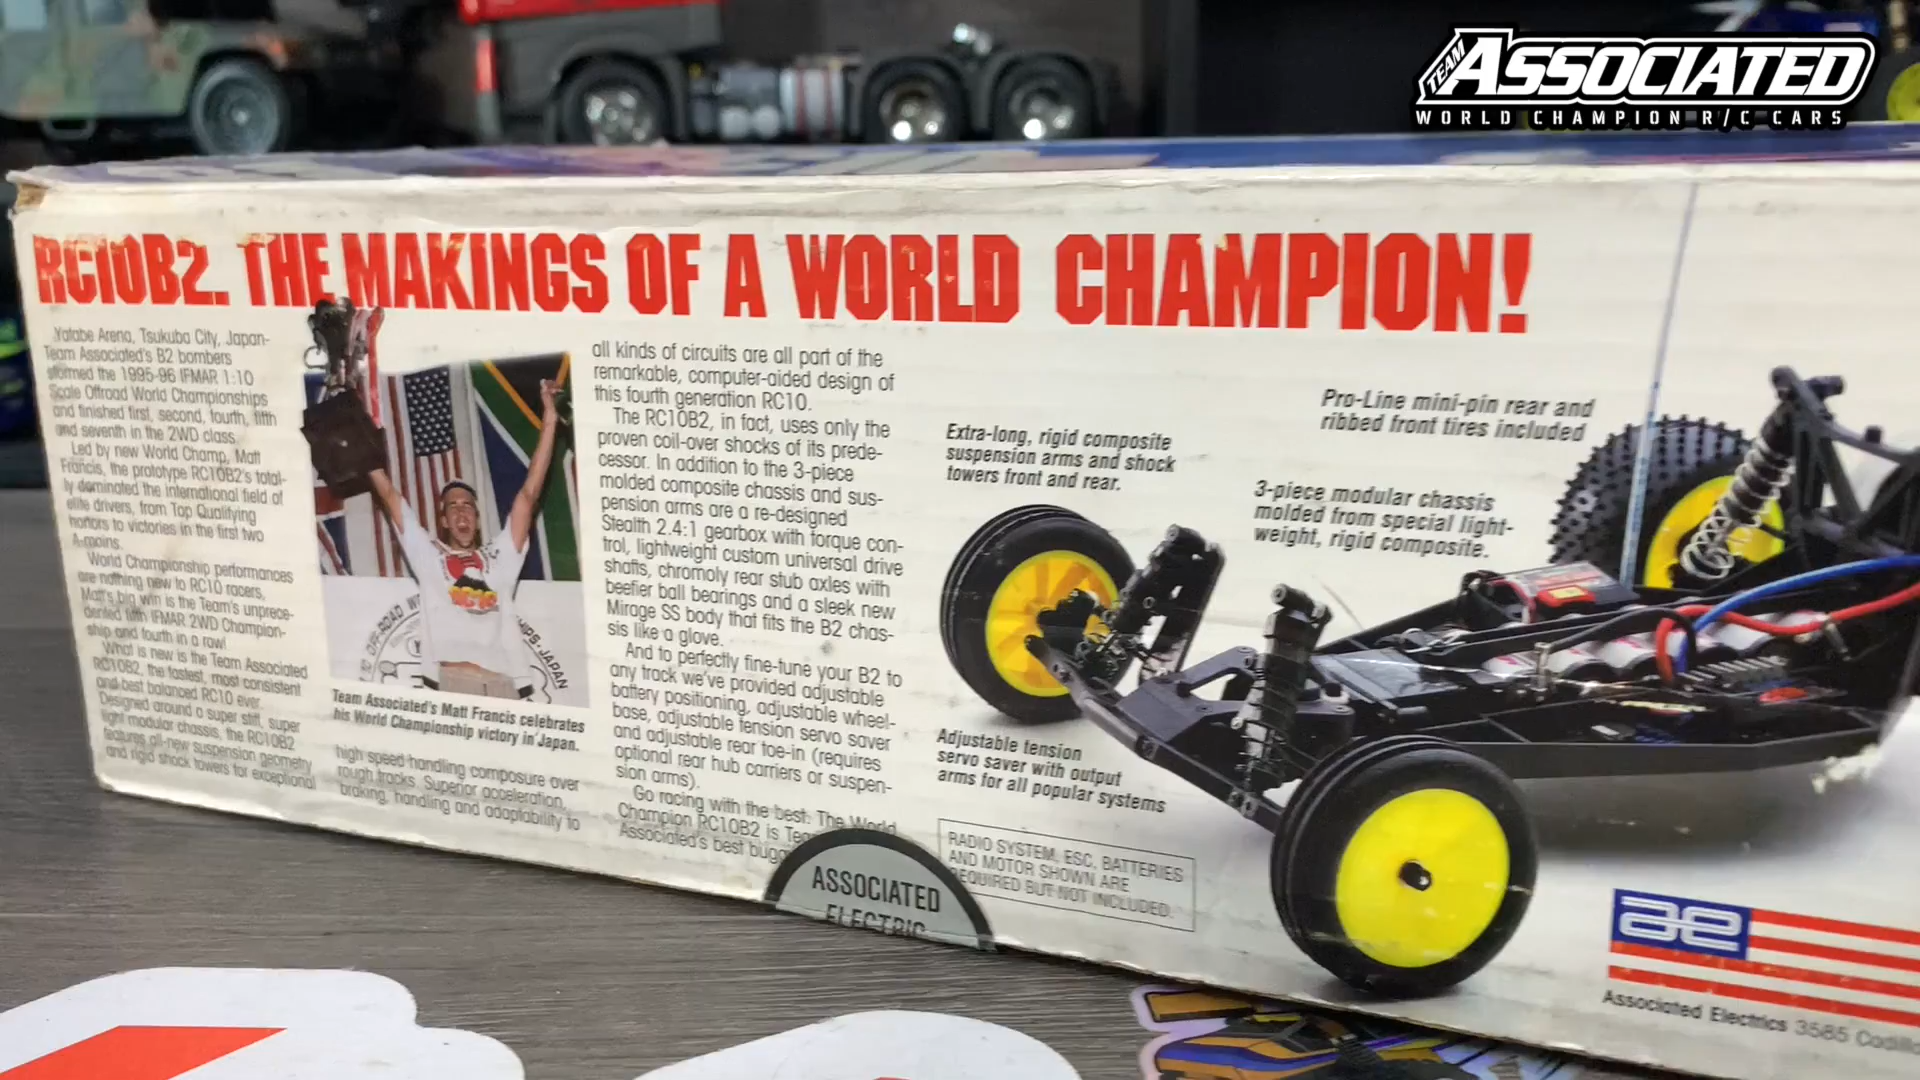 TEAM ASSOCIATED
WORLD CHAMPION R/C CARS
RC10B2. THE MAKINGS OF A WORLD CHAMPION!
Yatabe Arena, Tsukuba City, Japan-
Team Associated's B2 bombers
stormed the 1995-96 IFMAR 1:10
Scale Offroad World Championships
and finished first, second, fourth, fifth
and seventh in the 2WD class.
Led by new World Champ, Matt
Francis, the prototype RC10B2's total-
ly dominated the International field of
elite drivers, from Top Qualifying
honors to victories in the first two
A-mains.
World Championship performances
are nothing new to RC10 racers.
Matt's big win is the Team's unprece-
dented fifth IFMAR 2WD Champion-
ship and fourth in a row!
What is new is the Team Associated
RC10B2, the fastest, most consistent
and best balanced RC10 ever.
Designed around a super stiff, super
light modular chassis, the RC10B2
features all-new suspension geometry
and rigid shock towers for exceptional
Team Associated's Matt Francis celebrates
his World Championship victory in Japan.
high speed handling composure over
rough tracks. Superior acceleration,
braking, handling and adaptability to
all kinds of circuits are all part of the
remarkable, computer-aided design of
this fourth generation RC10.
The RC10B2, in fact, uses only the
proven coil-over shocks of its prede-
cessor. In addition to the 3-piece
molded composite chassis and sus-
pension arms are a re-designed
Stealth 2.4:1 gearbox with torque con-
trol, lightweight custom universal drive
shafts, chromoly rear stub axles with
beefier ball bearings and a sleek new
Mirage SS body that fits the B2 chas-
sis like a glove.
And to perfectly fine-tune your B2 to
any track we've provided adjustable
battery positioning, adjustable wheel-
base, adjustable tension servo saver
and adjustable rear toe-in (requires
optional rear hub carriers or suspen-
sion arms).
Go racing with the best. The World
Champion RC10B2 is
Associated's best
ASSOCIATED
ELECTRIC
Extra-long, rigid composite
suspension arms and shock
towers front and rear.
Pro-Line mini-pin rear and
ribbed front tires included
3-piece modular chassis
molded from special light-
weight, rigid composite.
Adjustable tension
servo saver with output
arms for all popular systems
RADIO SYSTEM, ESC, BATTERIES
AND MOTOR SHOWN ARE
REQUIRED BUT NOT INCLUDED.
ae
Associated Electrics 3585